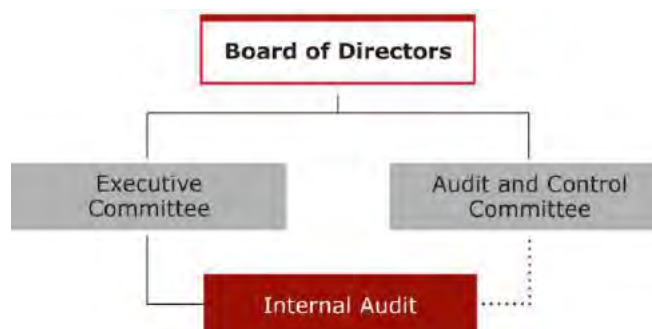 Board of Directors
Executive
Committee
Audit and Control
Committee
Internal Audit